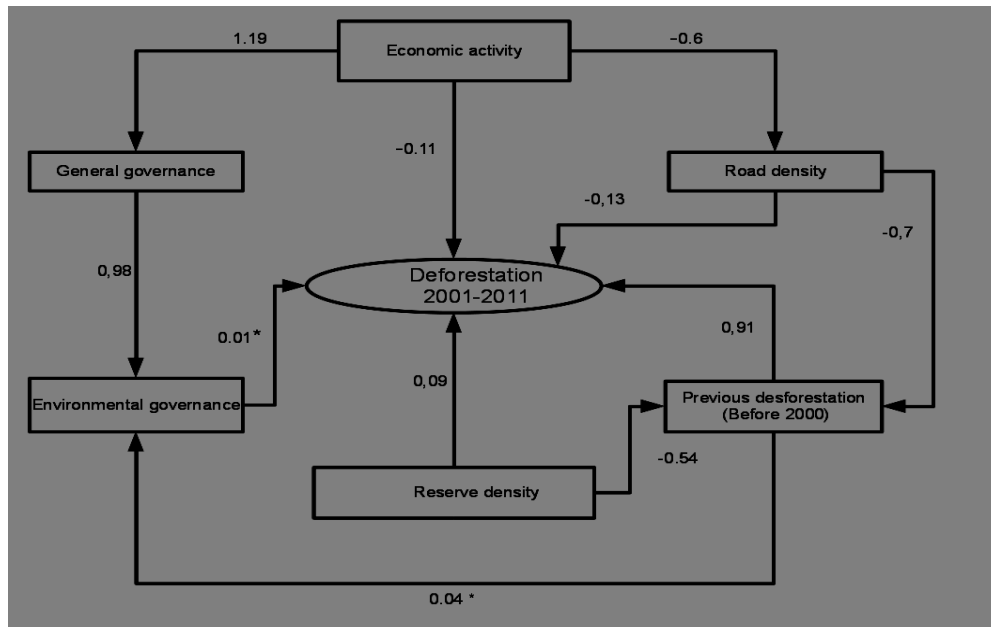 1.19
Economic activity
-0.6
General governance
-0.11
Road density
-0,13
-0,7
0,98
Deforestation
2001-2011
0.01*
0,91
0,09
Environmental governance
Previous desforestation
(Before 2000)
-0.54
Reserve density
0.04 *